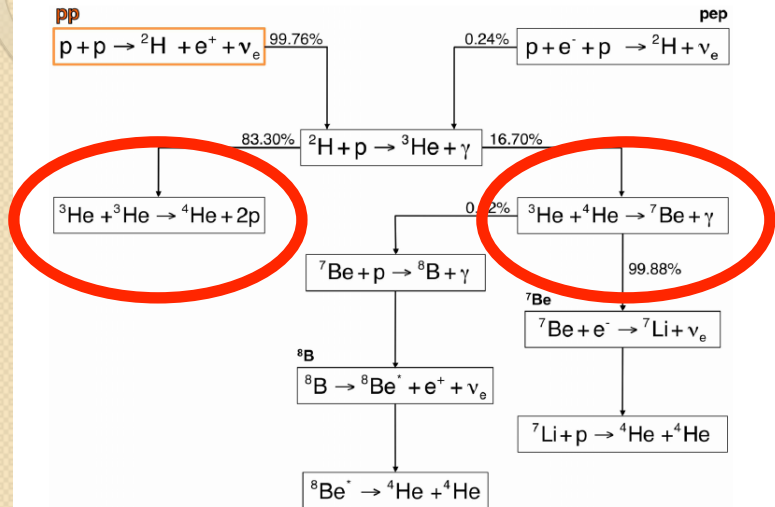 pp
pep
p+p → ²H +e⁺+νₑ
99.76%
0.24%
p+e⁻+p → ²H+νₑ
83.30%
²H+p → ³He+γ
16.70%
³He +³He → ⁴He+2p
³He +⁴He → ⁷Be+γ
⁷Be+p → ⁸B+γ
99.88%
⁷Be
⁷Be+e⁻ → ⁷Li+νₑ
⁸B
⁸B → ⁸Be* +e⁺+νₑ
⁷Li+p → ⁴He +⁴He
⁸Be* → ⁴He +⁴He